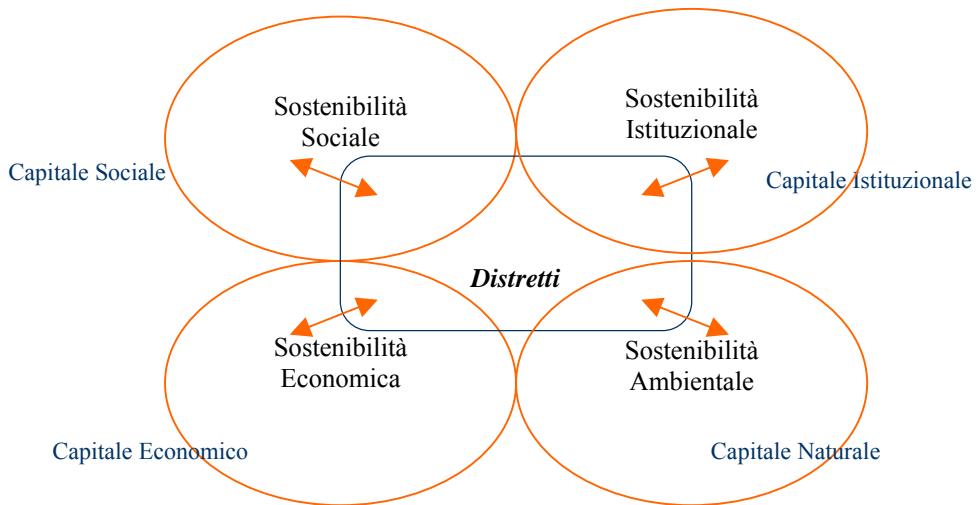 Sostenibilità
Sociale
Sostenibilità
Istituzionale
Capitale Sociale
Capitale Istituzionale
Distretti
Sostenibilità
Economica
Sostenibilità
Ambientale
Capitale Economico
Capitale Naturale